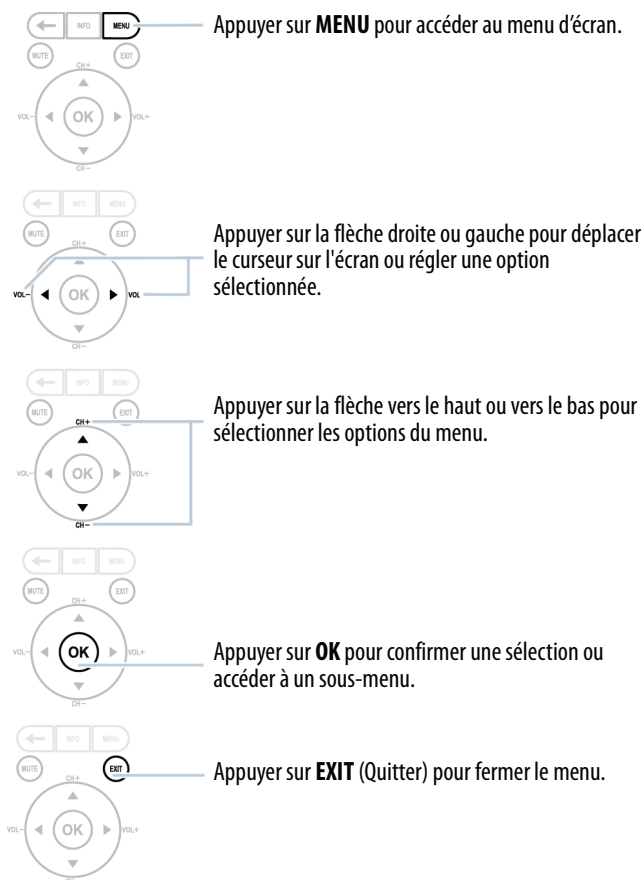 INFO MENU
Appuyer sur MENU pour accéder au menu d'écran.
MUTE EXIT
CH+
VOL- OK VOL+
CH-
INFO MENU
MUTE EXIT
CH+
Appuyer sur la flèche droite ou gauche pour déplacer
le curseur sur l'écran ou régler une option
sélectionnée.
VOL- OK VOL
CH-
INFO MENU
MUTE EXIT
CH+
Appuyer sur la flèche vers le haut ou vers le bas pour
sélectionner les options du menu.
VOL- OK VOL+
CH-
INFO MENU
MUTE EXIT
CH+
VOL- OK VOL+
Appuyer sur OK pour confirmer une sélection ou
accéder à un sous-menu.
CH-
INFO MENU
MUTE EXIT
Appuyer sur EXIT (Quitter) pour fermer le menu.
CH+
VOL- OK VOL+